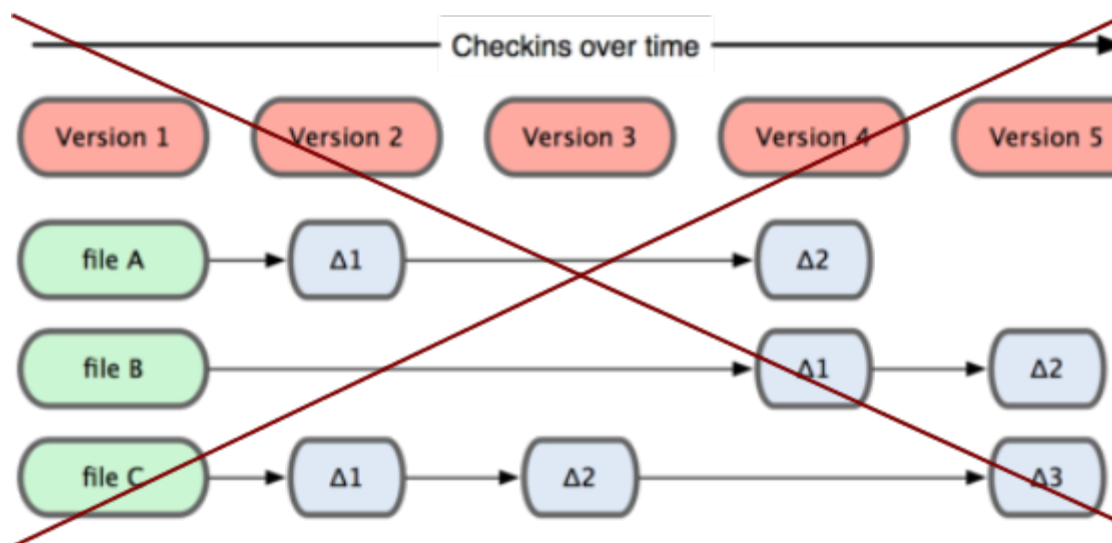 Checkins over time
Version 1 Version 2 Version 3 Version 4 Version 5
file A Δ1 Δ2
file B Δ1 Δ2
file C Δ1 Δ2 Δ3